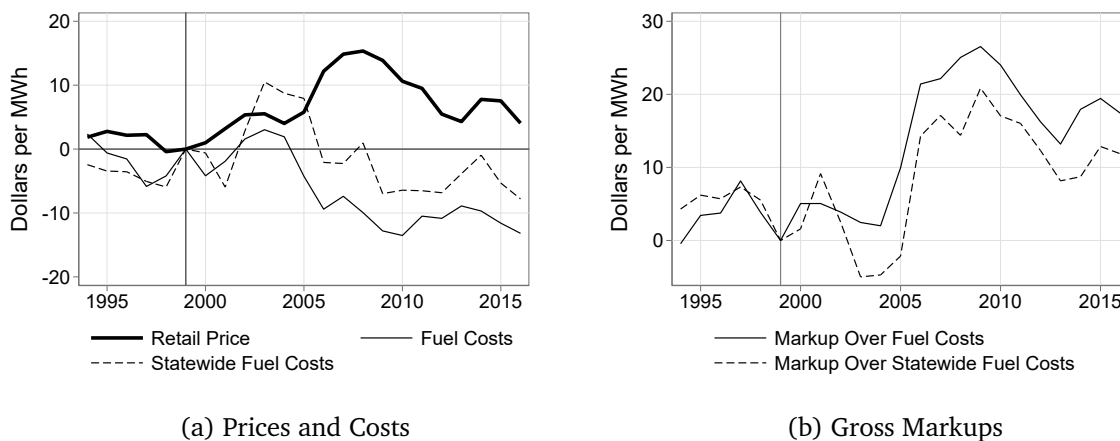 20
10
0
-10
-20
Dollars per MWh
1995 2000 2005 2010 2015
Retail Price Fuel Costs
Statewide Fuel Costs
(a) Prices and Costs
30
20
10
0
Dollars per MWh
1995 2000 2005 2010 2015
Markup Over Fuel Costs
Markup Over Statewide Fuel Costs
(b) Gross Markups